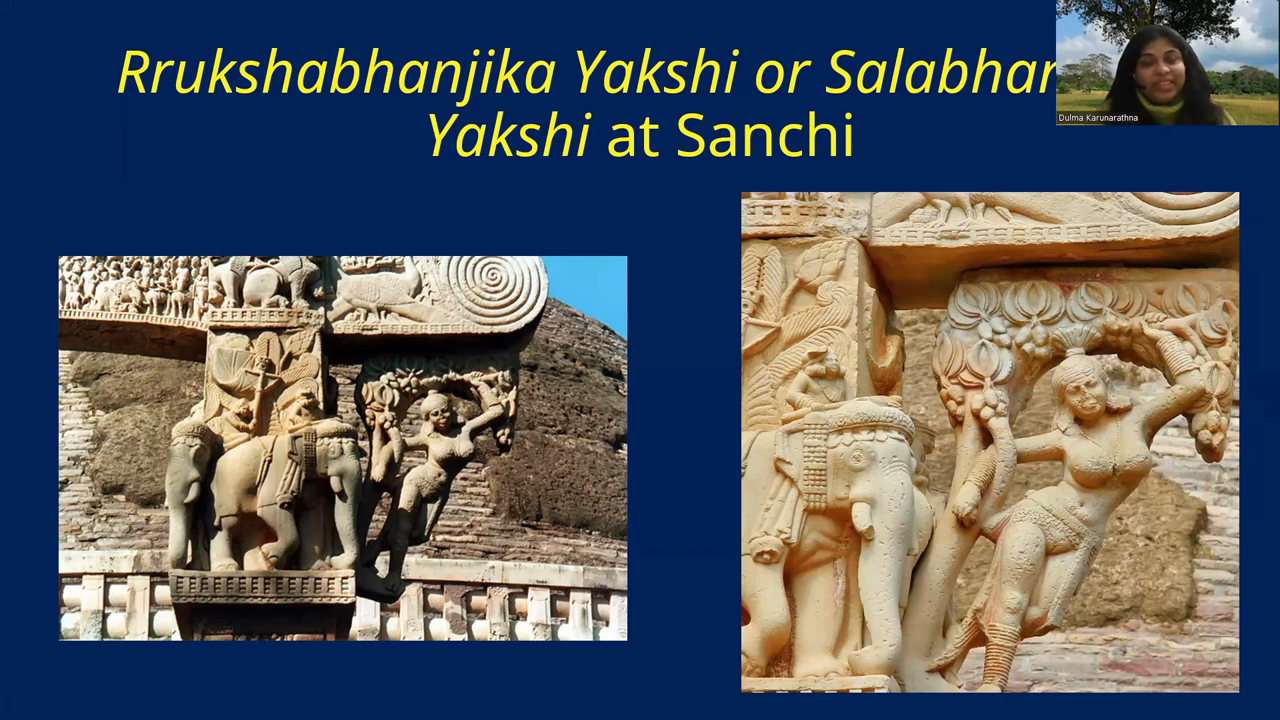 Rrukshabhanjika Yakshi or Salabhan
Yakshi at Sanchi
Dulma Karunarathna